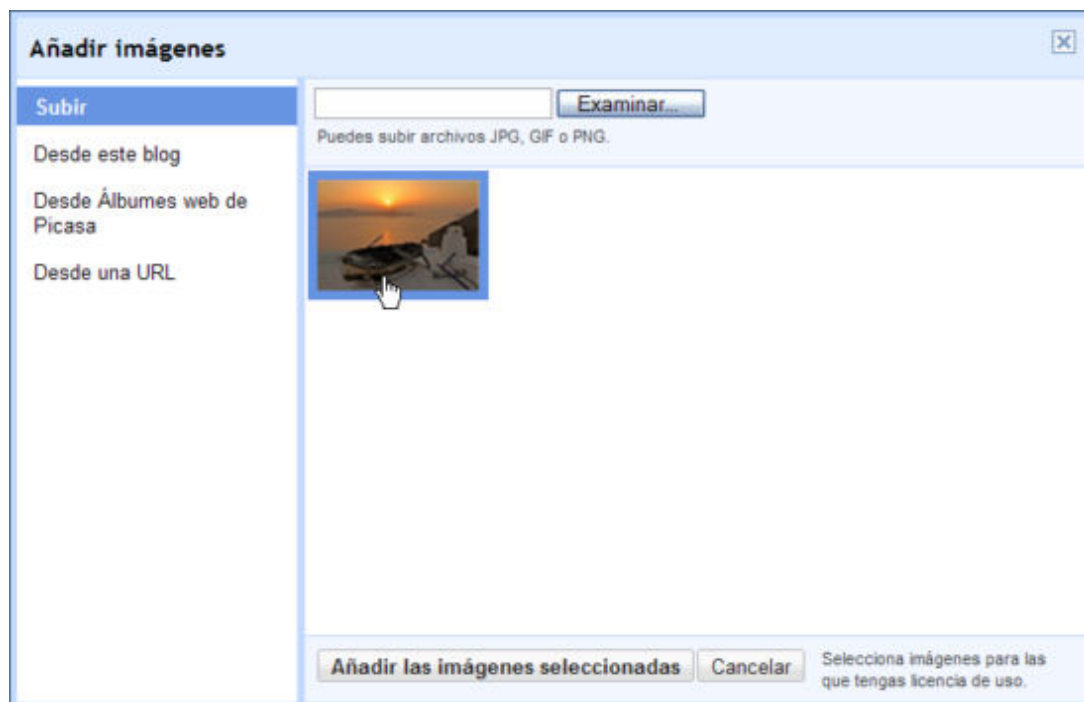 Añadir imágenes
Subir
Desde este blog
Desde Álbumes web de
Picasa
Desde una URL
Examinar...
Puedes subir archivos JPG, GIF o PNG.
Añadir las imágenes seleccionadas
Cancelar
Selecciona imágenes para las
que tengas licencia de uso.